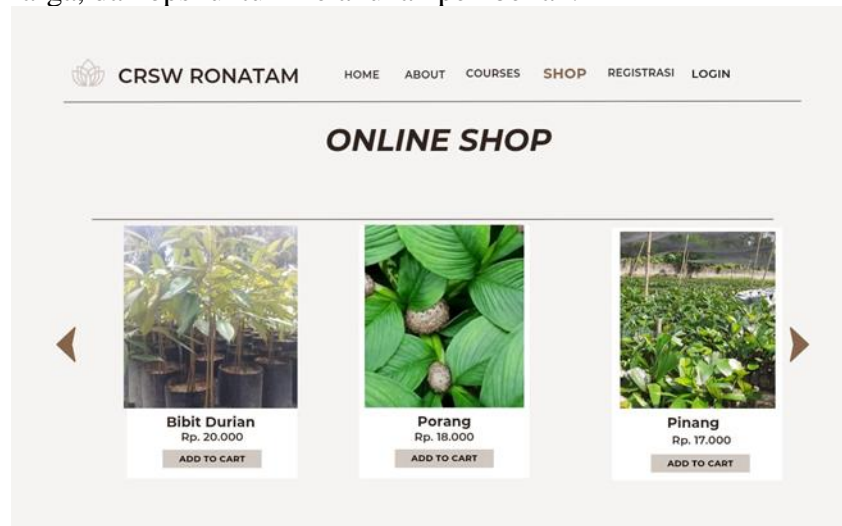 CRSW RONATAM HOME ABOUT COURSES SHOP REGISTRASI LOGIN
ONLINE SHOP
Bibit Durian
Rp. 20.000
ADD TO CART
Porang
Rp. 18.000
ADD TO CART
Pinang
Rp. 17.000
ADD TO CART